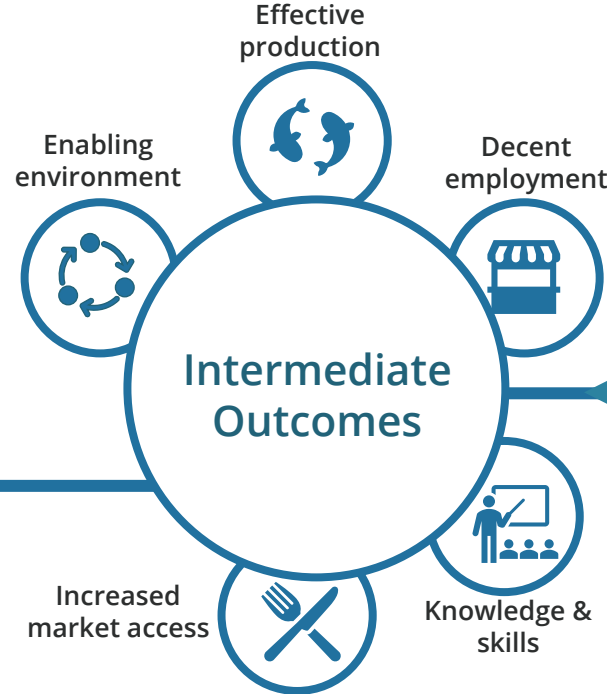 Effective
production
Enabling
environment
Decent
employment
Intermediate
Outcomes
Increased
market access
Knowledge &
skills